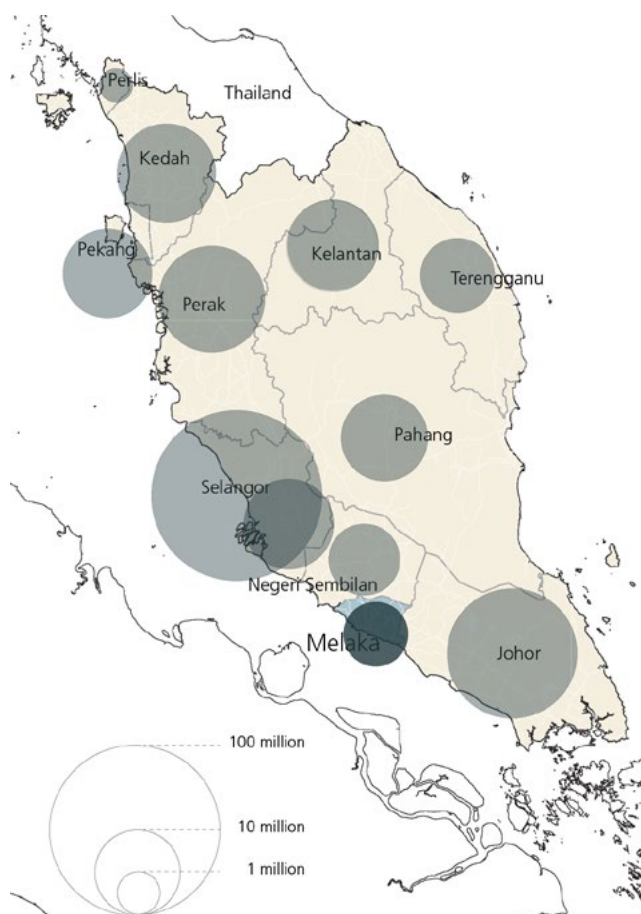 Perlis
Thailand
Kedah
Pekang
Kelantan
Terengganu
Perak
Pahang
Selangor
Negeri Sembilan
Melaka
Johor
100 million
10 million
1 million